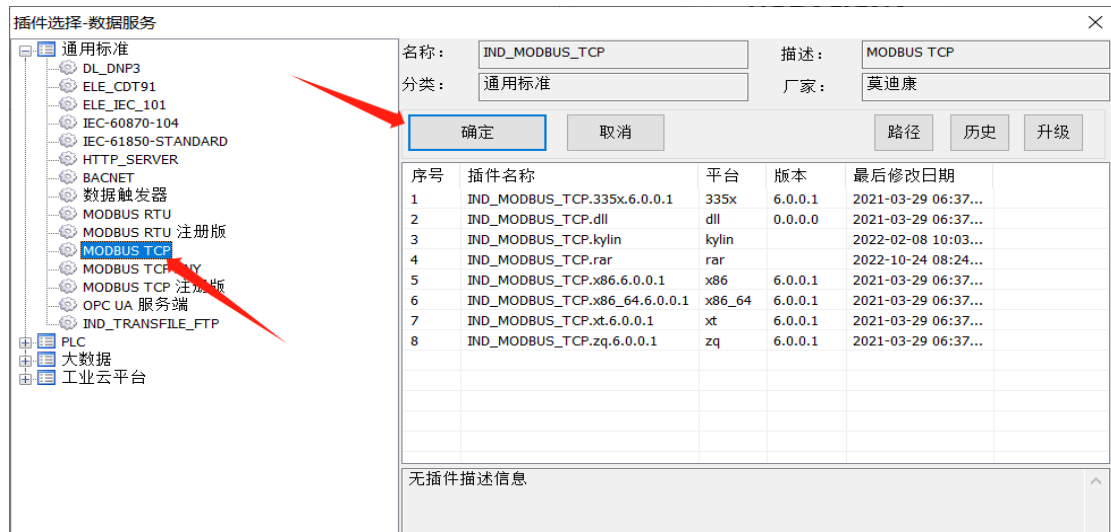 插件选择-数据服务
通用标准
DL_DNP3
ELE_CDT91
ELE_IEC_101
IEC-60870-104
IEC-61850-STANDARD
HTTP_SERVER
BACNET
数据触发器
MODBUS RTU
MODBUS RTU 注册版
MODBUS TCP
MODBUS TCP
MODBUS TCP 注册版
OPC UA 服务端
IND_TRANSFILE_FTP
PLC
大数据
工业云平台
名称： IND_MODBUS_TCP 描述： MODBUS TCP
分类： 通用标准 厂家： 莫迪康
确定 取消 路径 历史 升级
序号 插件名称 平台 版本 最后修改日期
1 IND_MODBUS_TCP.335x.6.0.0.1 335x 6.0.0.1 2021-03-29 06:37...
2 IND_MODBUS_TCP.dll dll 0.0.0.0 2021-03-29 06:37...
3 IND_MODBUS_TCP.kylin kylin 2022-02-08 10:03...
4 IND_MODBUS_TCP.rar rar 2022-10-24 08:24...
5 IND_MODBUS_TCP.x86.6.0.0.1 x86 6.0.0.1 2021-03-29 06:37...
6 IND_MODBUS_TCP.x86_64.6.0.0.1 x86_64 6.0.0.1 2021-03-29 06:37...
7 IND_MODBUS_TCP.xt.6.0.0.1 xt 6.0.0.1 2021-03-29 06:37...
8 IND_MODBUS_TCP.zq.6.0.0.1 zq 6.0.0.1 2021-03-29 06:37...
无插件描述信息